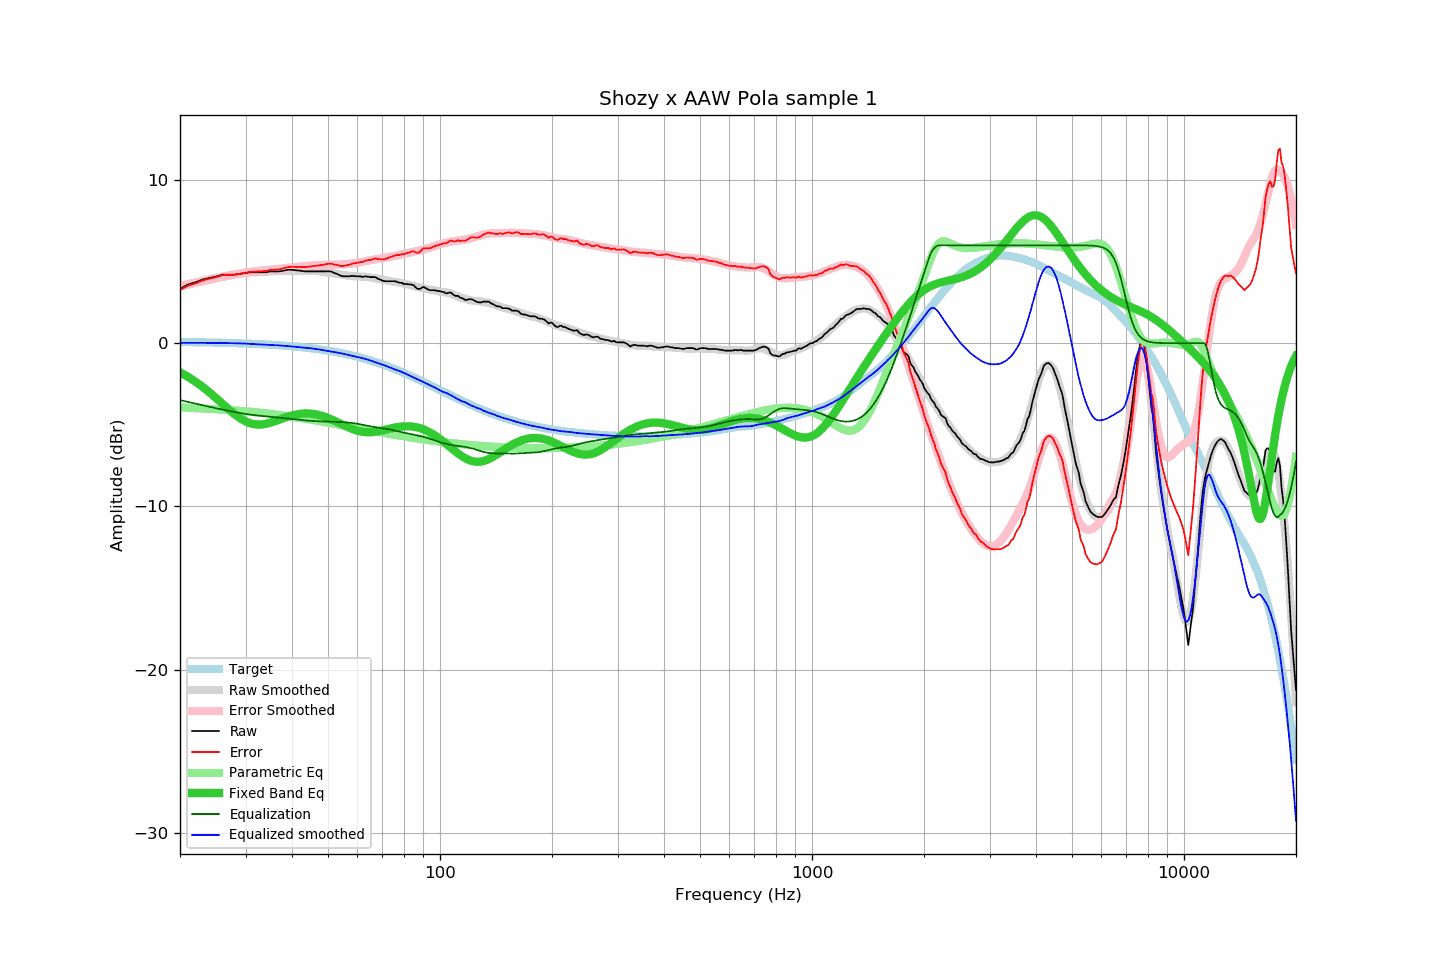 Shozy x AAW Pola sample 1
10
0
−10
−20
−30
Amplitude (dBr)
Target
Raw Smoothed
Error Smoothed
Raw
Error
Parametric Eq
Fixed Band Eq
Equalization
Equalized smoothed
100
1000
10000
Frequency (Hz)